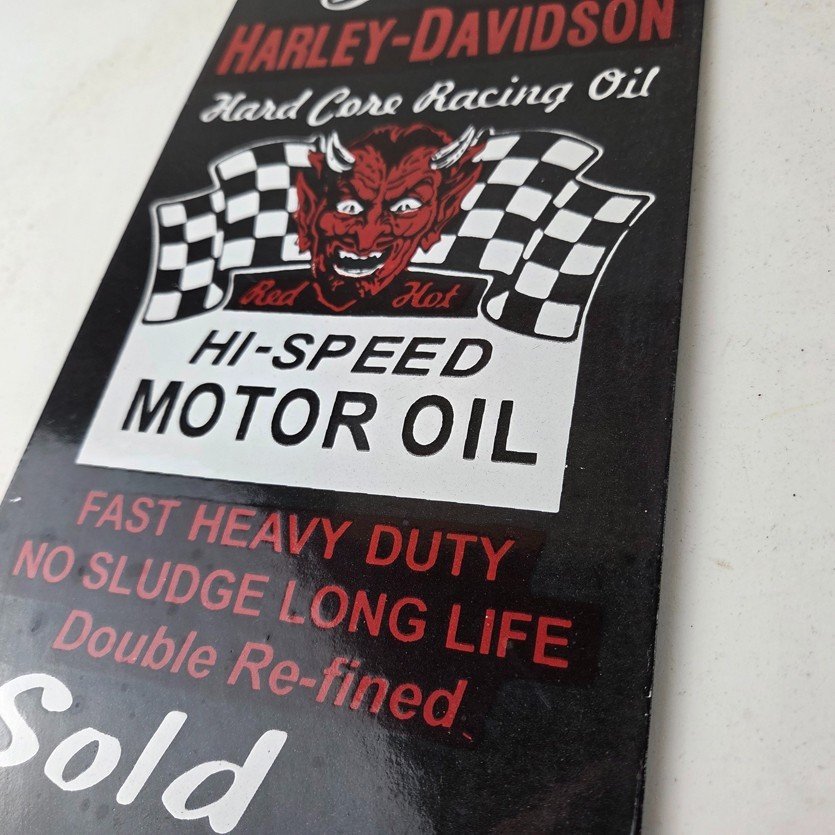 HARLEY-DAVIDSON
Hard Core Racing Oil
Red Hot
HI-SPEED
MOTOR OIL
FAST HEAVY DUTY
NO SLUDGE LONG LIFE
Double Re-fined
Sold